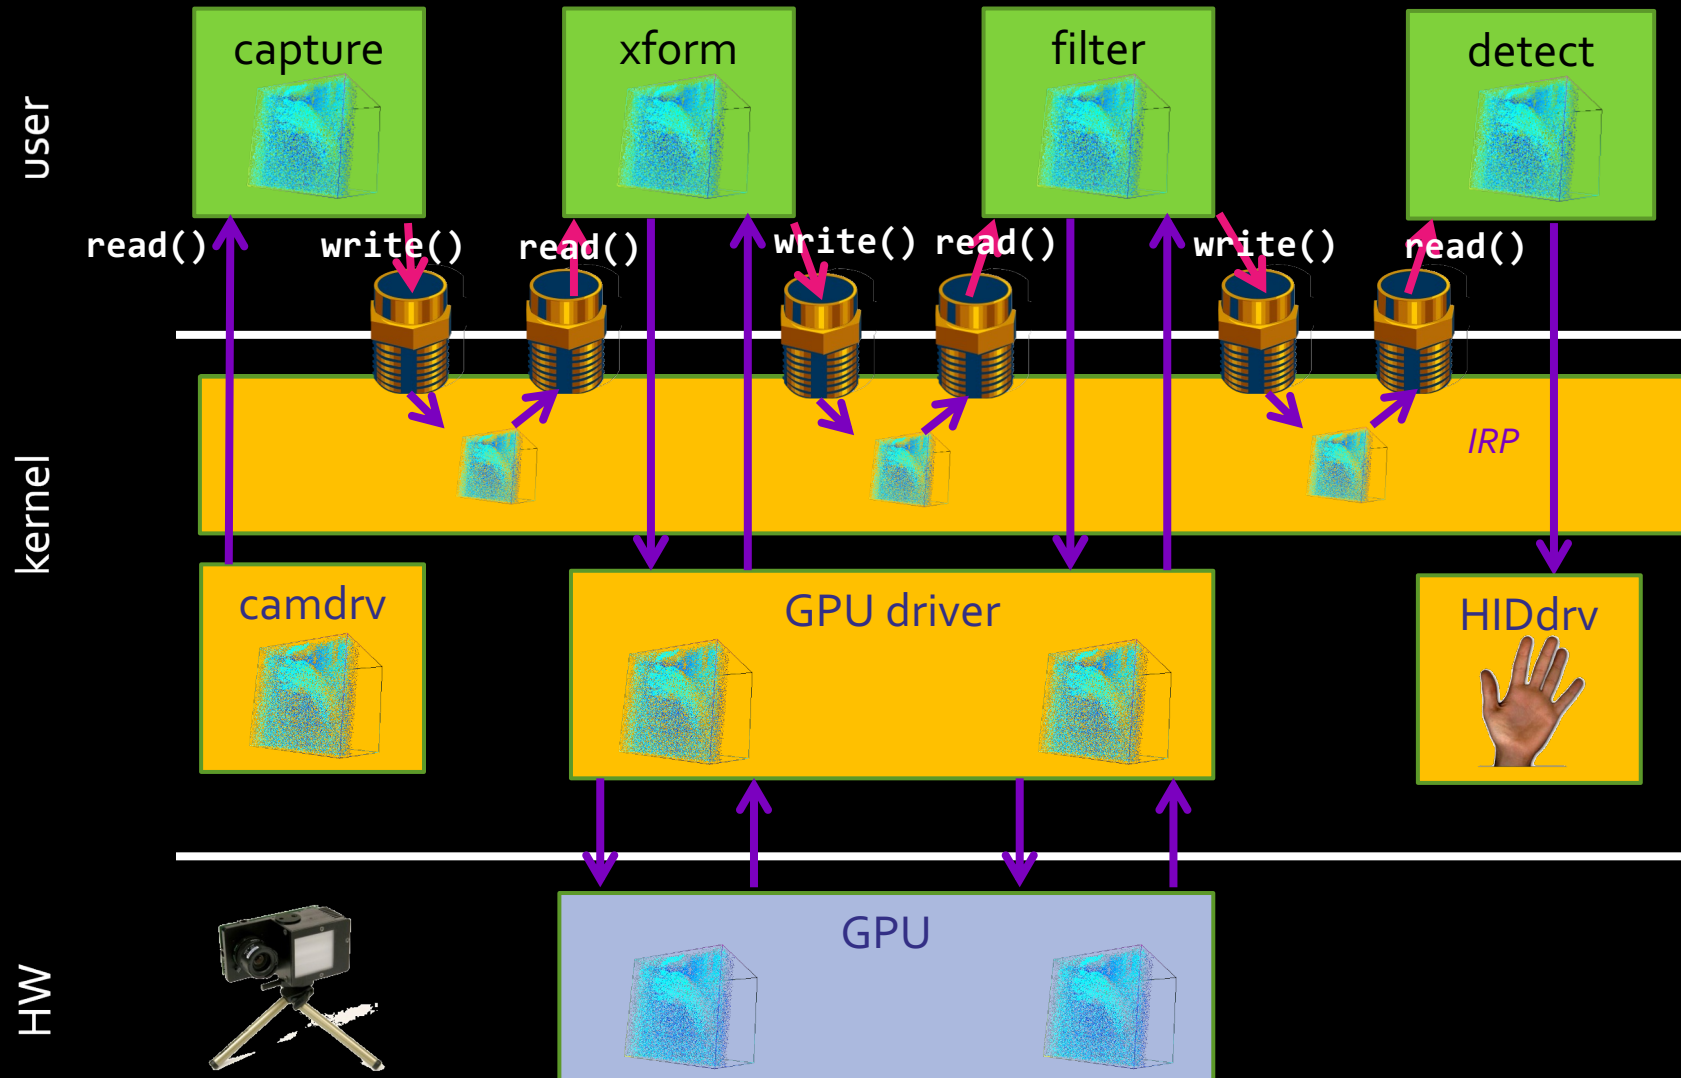 user
capture
xform
filter
detect
read()
write()
read()
write()
read()
write()
read()
kernel
IRP
camdrv
GPU driver
HIDdrv
HW
GPU